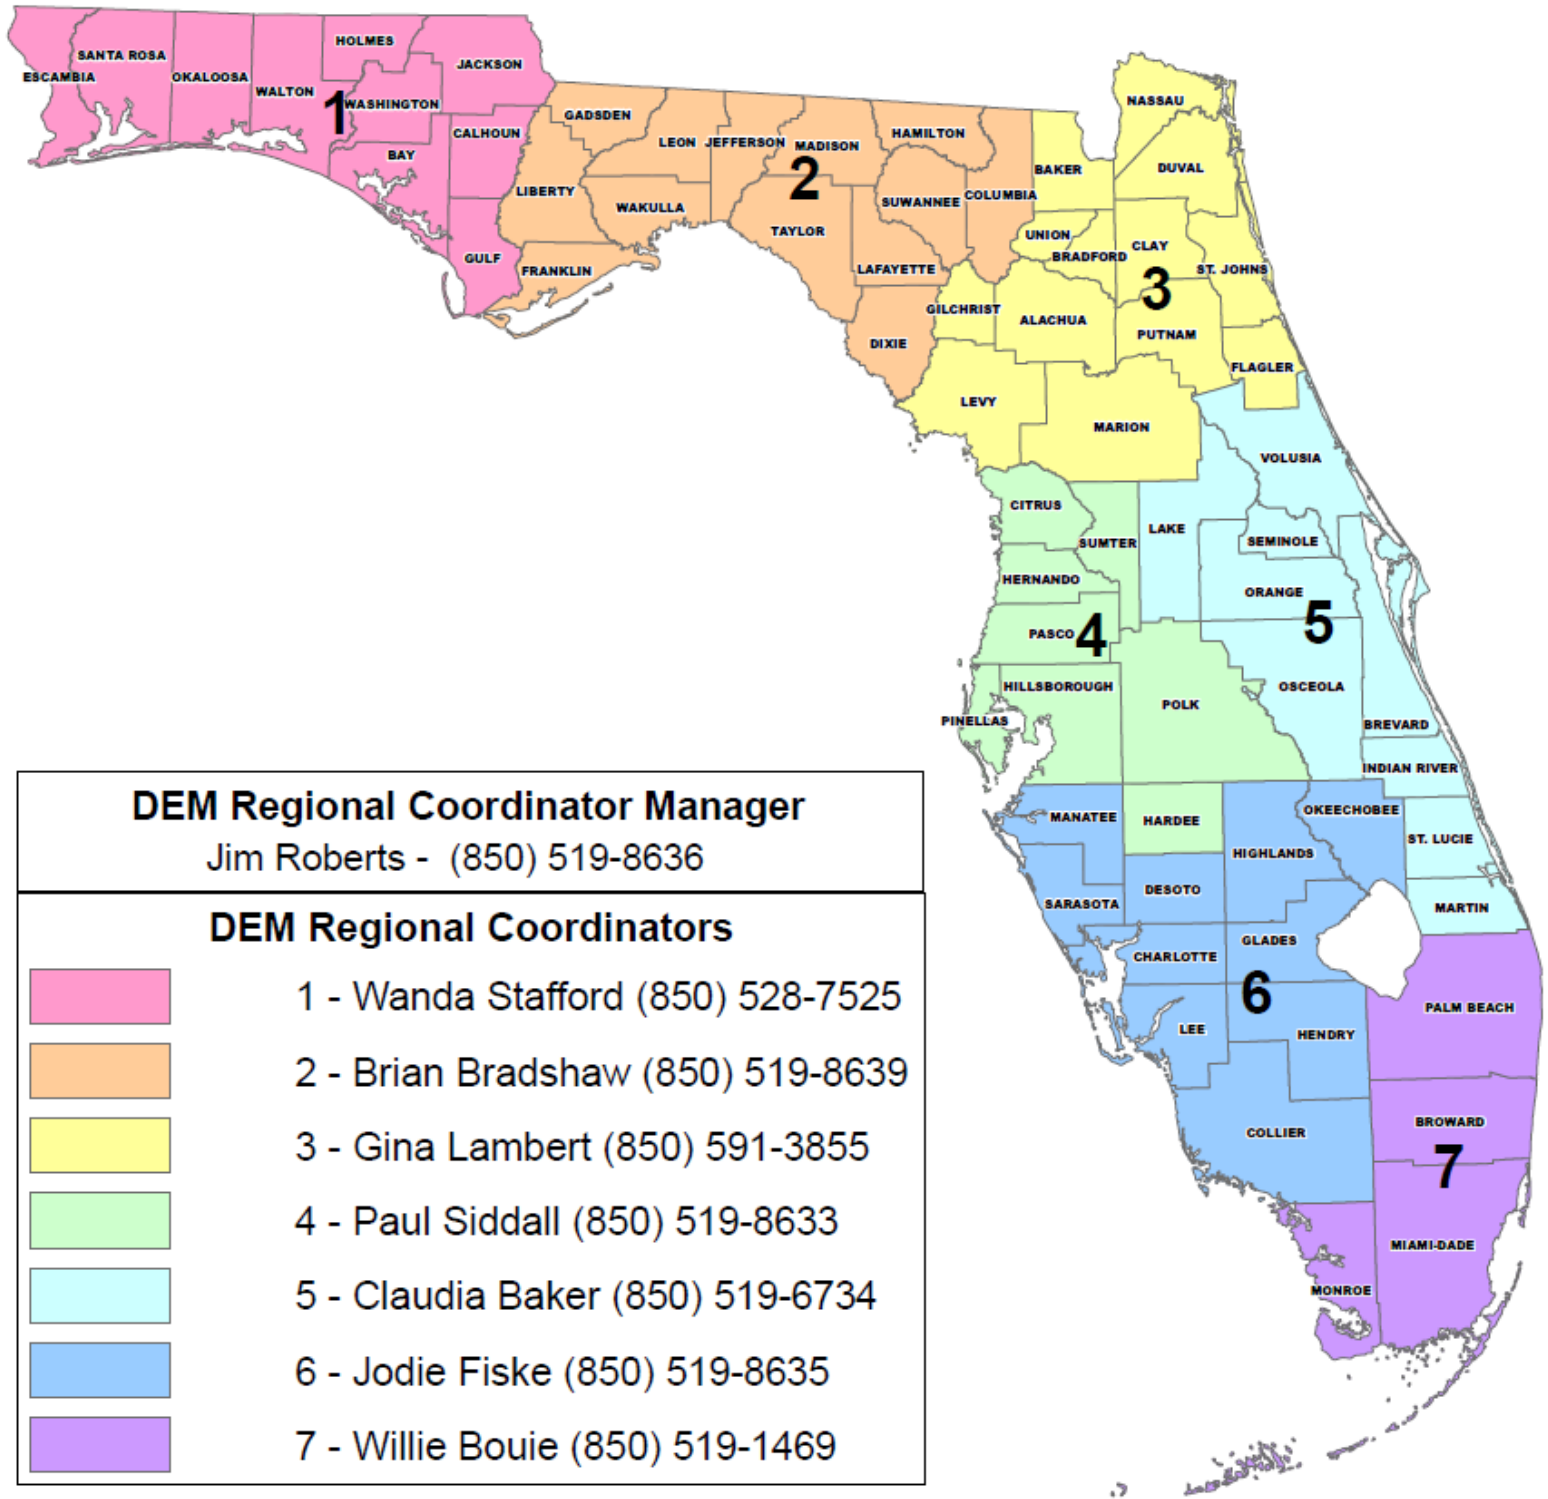 HOLMES
SANTA ROSA
JACKSON
ESCAMBIA
OKALOOSA
WALTON
WASHINGTON
1
CALHOUN
BAY
GULF
GADSDEN
LEON
JEFFERSON
MADISON
HAMILTON
2
LIBERTY
WAKULLA
SUWANNEE
COLUMBIA
TAYLOR
FRANKLIN
LAFAYETTE
DIXIE
NASSAU
BAKER
DUVAL
UNION
BRADFORD
CLAY
ST. JOHNS
3
GILCHRIST
ALACHUA
PUTNAM
FLAGLER
LEVY
MARION
VOLUSIA
CITRUS
SUMTER
LAKE
SEMINOLE
HERNANDO
ORANGE
5
PASCO
4
HILLSBOROUGH
POLK
OSCEOLA
PINELLAS
BREVARD
INDIAN RIVER
MANATEE
HARDEE
OKEECHOBEE
HIGHLANDS
ST. LUCIE
SARASOTA
DESOTO
MARTIN
CHARLOTTE
GLADES
6
LEE
HENDRY
PALM BEACH
COLLIER
BROWARD
7
MIAMI-DADE
MONROE
DEM Regional Coordinator Manager
Jim Roberts - (850) 519-8636
DEM Regional Coordinators
1 - Wanda Stafford (850) 528-7525
2 - Brian Bradshaw (850) 519-8639
3 - Gina Lambert (850) 591-3855
4 - Paul Siddall (850) 519-8633
5 - Claudia Baker (850) 519-6734
6 - Jodie Fiske (850) 519-8635
7 - Willie Bouie (850) 519-1469